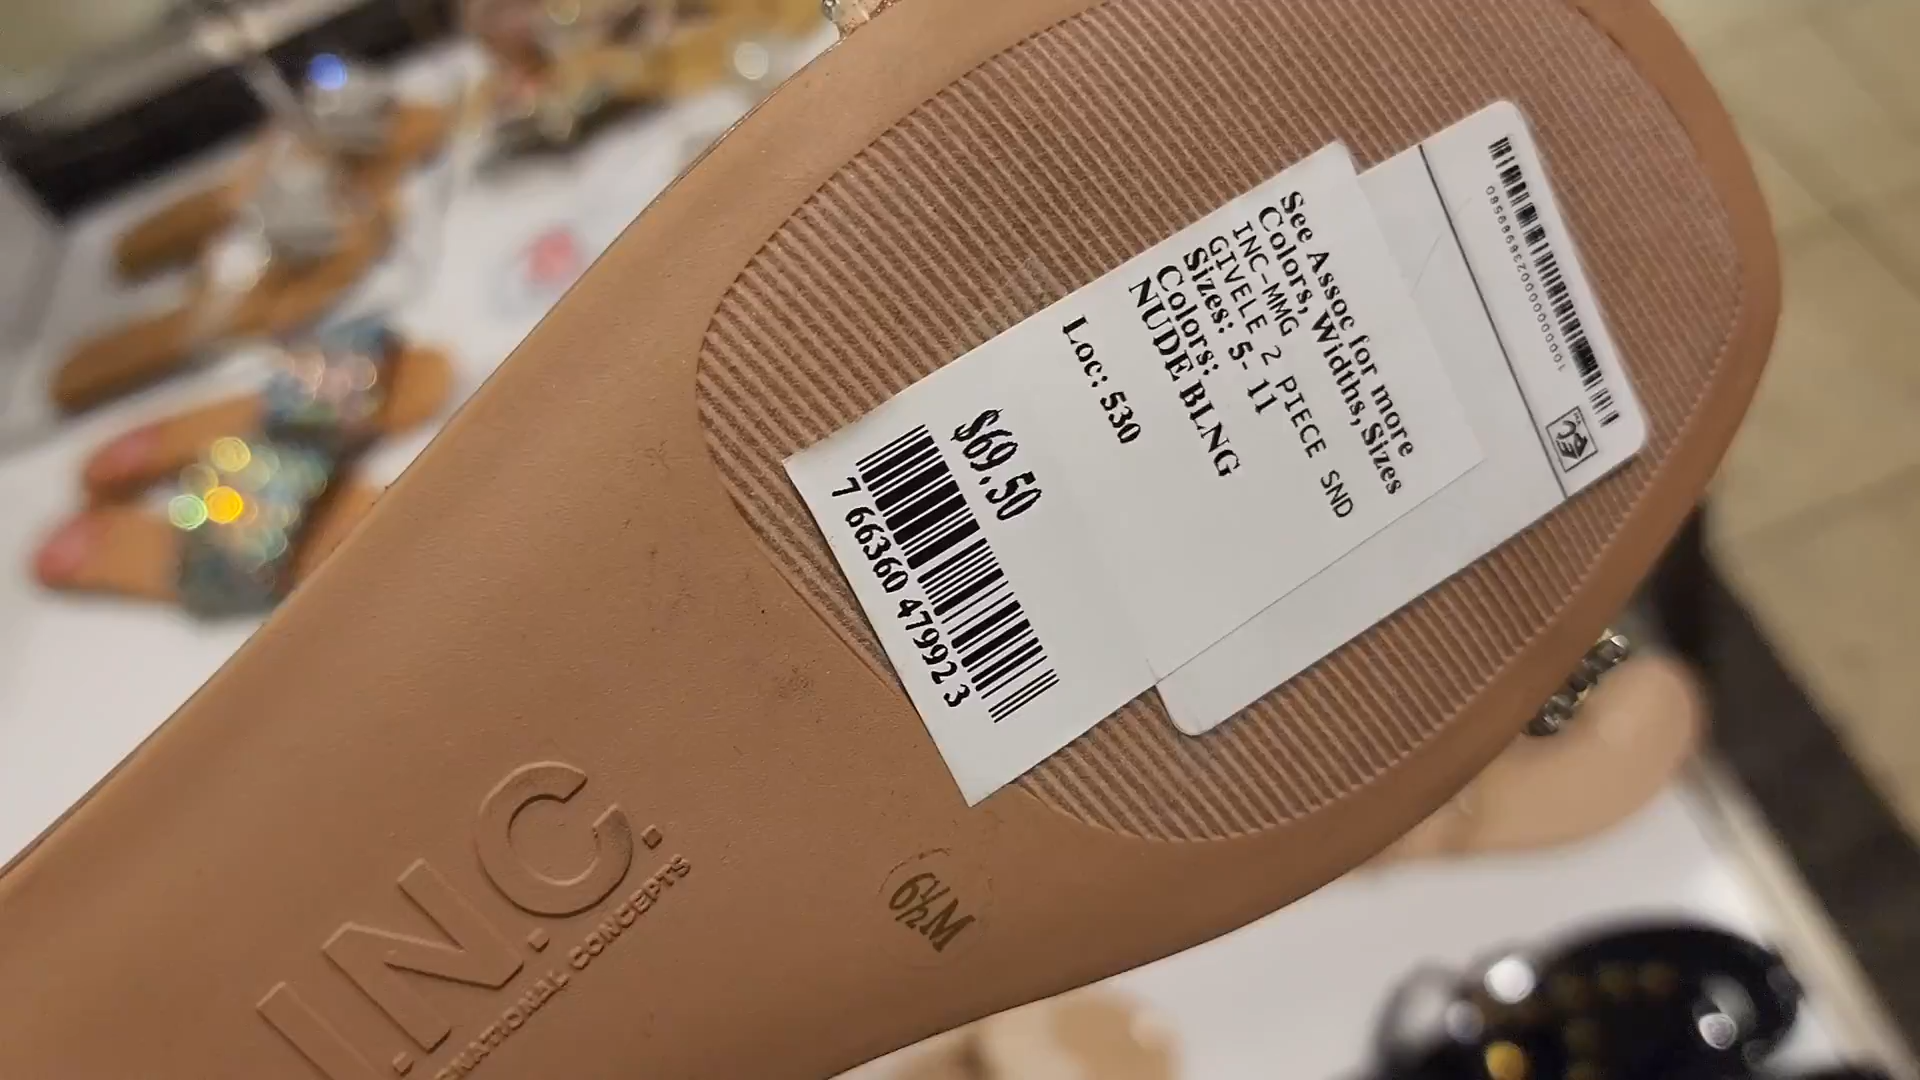 See Assoc for more
Colors, Widths, Sizes
INC-MMG
GIVELE 2 PIECE SND
Sizes: 5- 11
Colors:
NUDE BLNG
Loc: 530
$69.50
7 66360 47992 3
6½M
I.N.C.
CONCEPTS